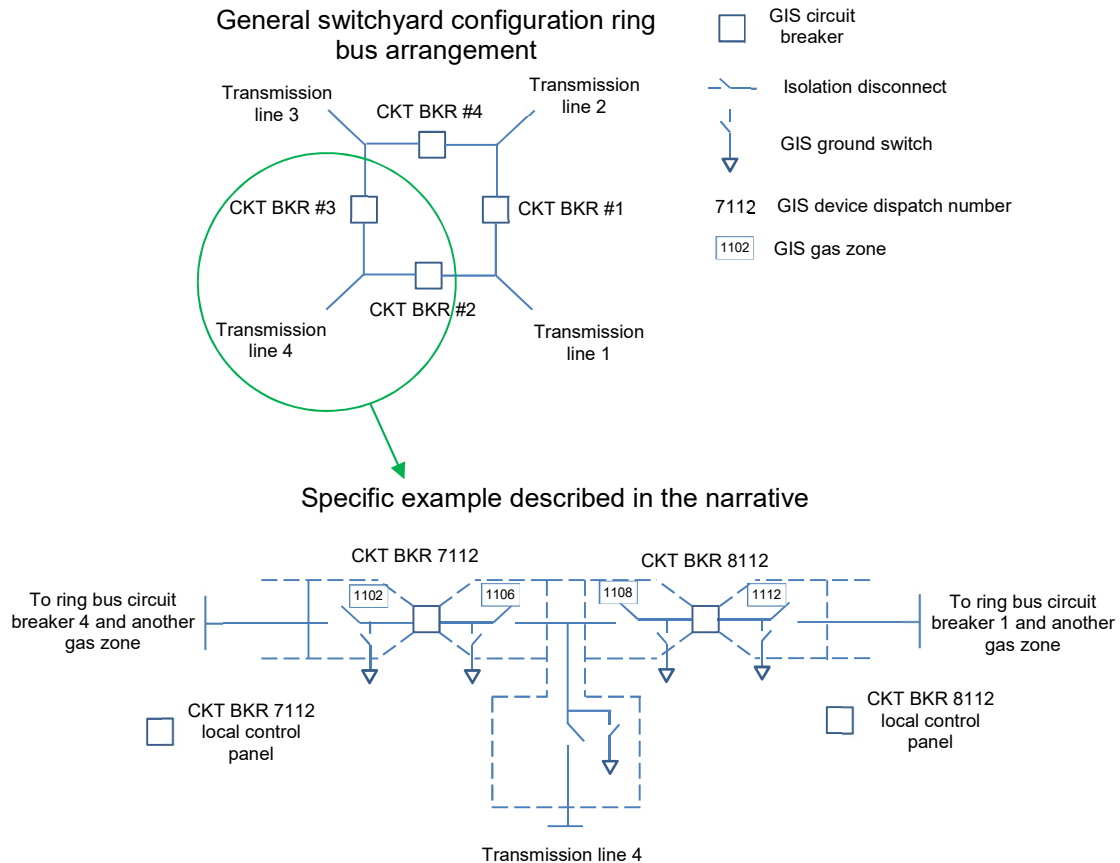 General switchyard configuration ring
bus arrangement
GIS circuit
breaker
Isolation disconnect
GIS ground switch
7112 GIS device dispatch number
1102 GIS gas zone
Transmission
line 3
CKT BKR #4
Transmission
line 2
CKT BKR #3
CKT BKR #1
CKT BKR #2
Transmission
line 4
Transmission
line 1
Specific example described in the narrative
CKT BKR 7112
CKT BKR 8112
1102
1106
1108
1112
To ring bus circuit
breaker 4 and another
gas zone
To ring bus circuit
breaker 1 and another
gas zone
CKT BKR 7112
local control
panel
CKT BKR 8112
local control
panel
Transmission line 4